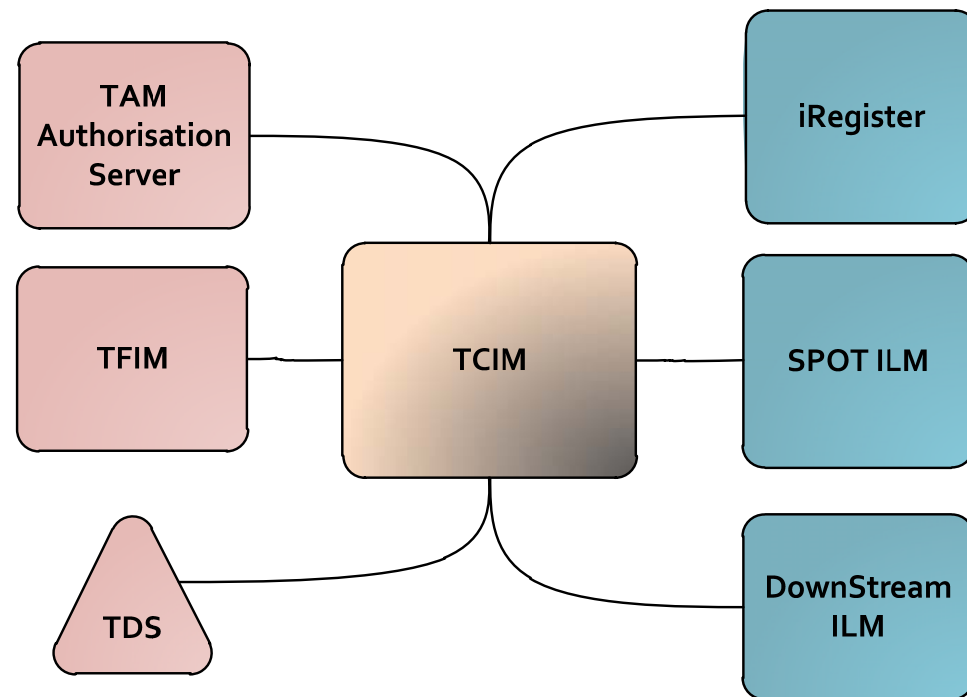 TAM
Authorisation
Server
iRegister
TFIM
TCIM
SPOT ILM
TDS
DownStream
ILM